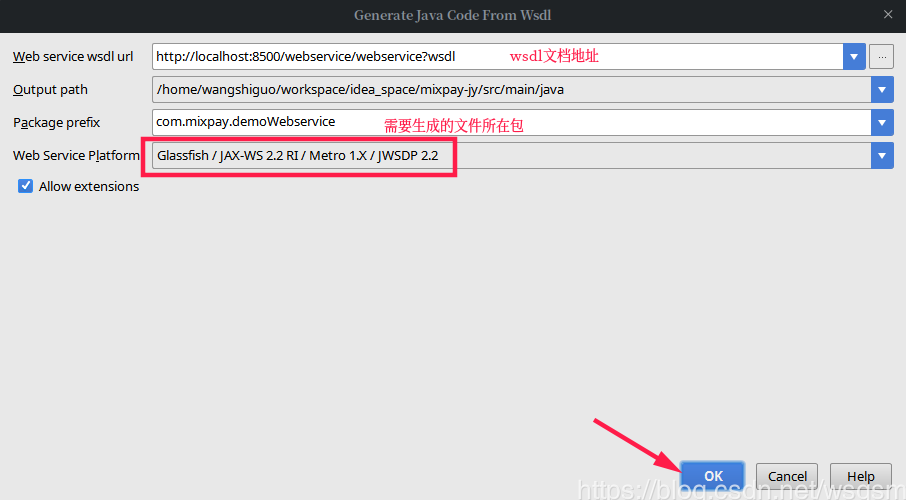 Generate Java Code From Wsdl
Web service wsdl url http://localhost:8500/webservice/webservice?wsdl wsdl文档地址 ...
Output path /home/wangshiguo/workspace/idea_space/mixpay-jy/src/main/java
Package prefix com.mixpay.demoWebservice 需要生成的文件所在包
Web Service Platform Glassfish / JAX-WS 2.2 RI / Metro 1.X / JWSDP 2.2
Allow extensions
OK Cancel Help
https://blog.csdn.net/wsgsm